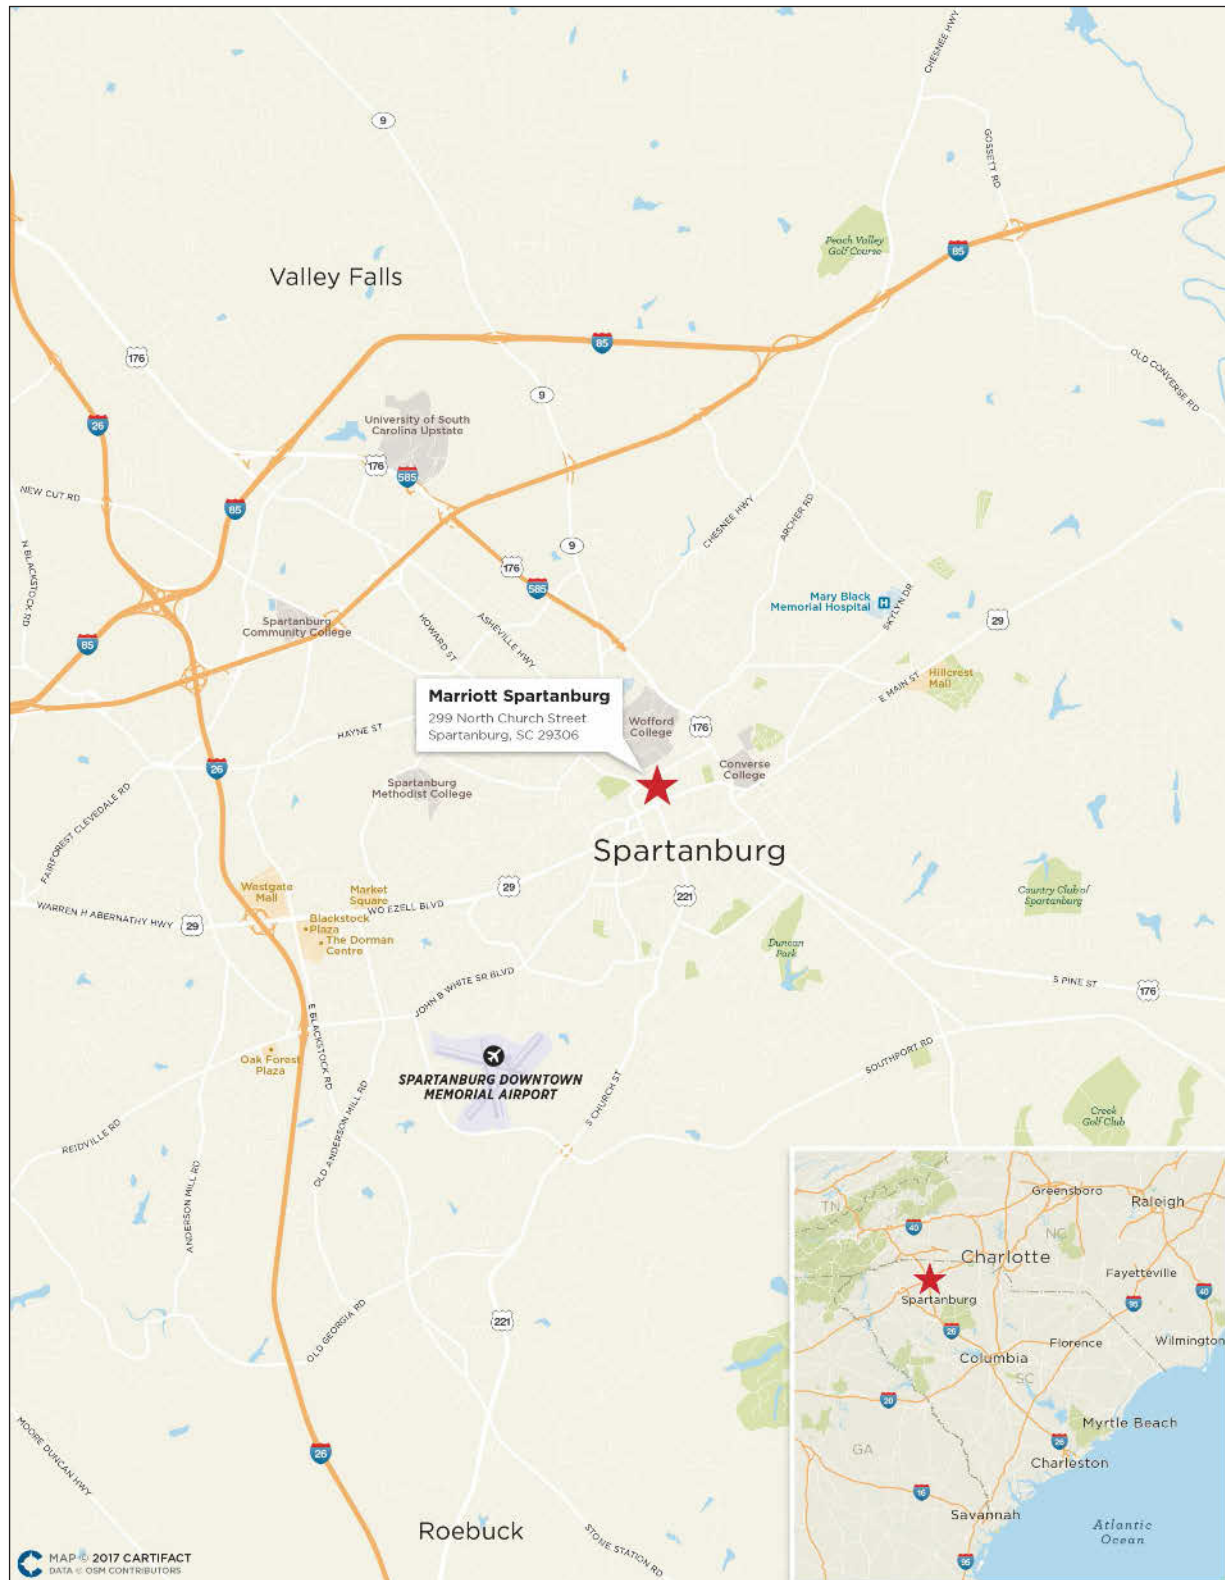 CHESNEE HWY
9
GOSSETT RD
Peach Valley
Golf Course
85
Valley Falls
85
176
OLD CONVERSE RD
9
26
University of South
Carolina Upstate
176
585
NEW CUT RD
85
CHESNEE HWY
ARCHER RD
9
N BLACKSTOCK RD
176
585
Mary Black
Memorial Hospital
H
SKYLYN DR
29
Spartanburg
Community College
HOWARD ST
ASHEVILLE HWY
85
Hillcrest
Mall
E MAIN ST
Marriott Spartanburg
299 North Church Street
Spartanburg, SC 29306
Wofford
College
176
HAYNE ST
26
Converse
College
Spartanburg
Methodist College
FAIRFOREST CLEVEDALE RD
Spartanburg
Westgate
Mall
Market
Square
29
221
Country Club of
Spartanburg
WARREN H ABERNATHY HWY
29
WO EZELL BLVD
Blackstock
Plaza
The Dorman
Centre
Duncan
Park
JOHN B WHITE SR BLVD
S PINE ST
176
E BLACKSTOCK RD
Oak Forest
Plaza
SPARTANBURG DOWNTOWN
MEMORIAL AIRPORT
SOUTHPORT RD
S CHURCH ST
OLD ANDERSON MILL RD
REIDVILLE RD
Creek
Golf Club
ANDERSON MILL RD
OLD GEORGIA RD
221
26
MOORE DUNCAN HWY
Roebuck
STONE STATION RD
TN
Greensboro
Raleigh
40
NC
Charlotte
Fayetteville
40
Spartanburg
95
26
Florence
Wilmington
Columbia
SC
20
Myrtle Beach
GA
26
Charleston
16
Savannah
Atlantic
Ocean
95
MAP © 2017 CARTIFACT
DATA © OSM CONTRIBUTORS